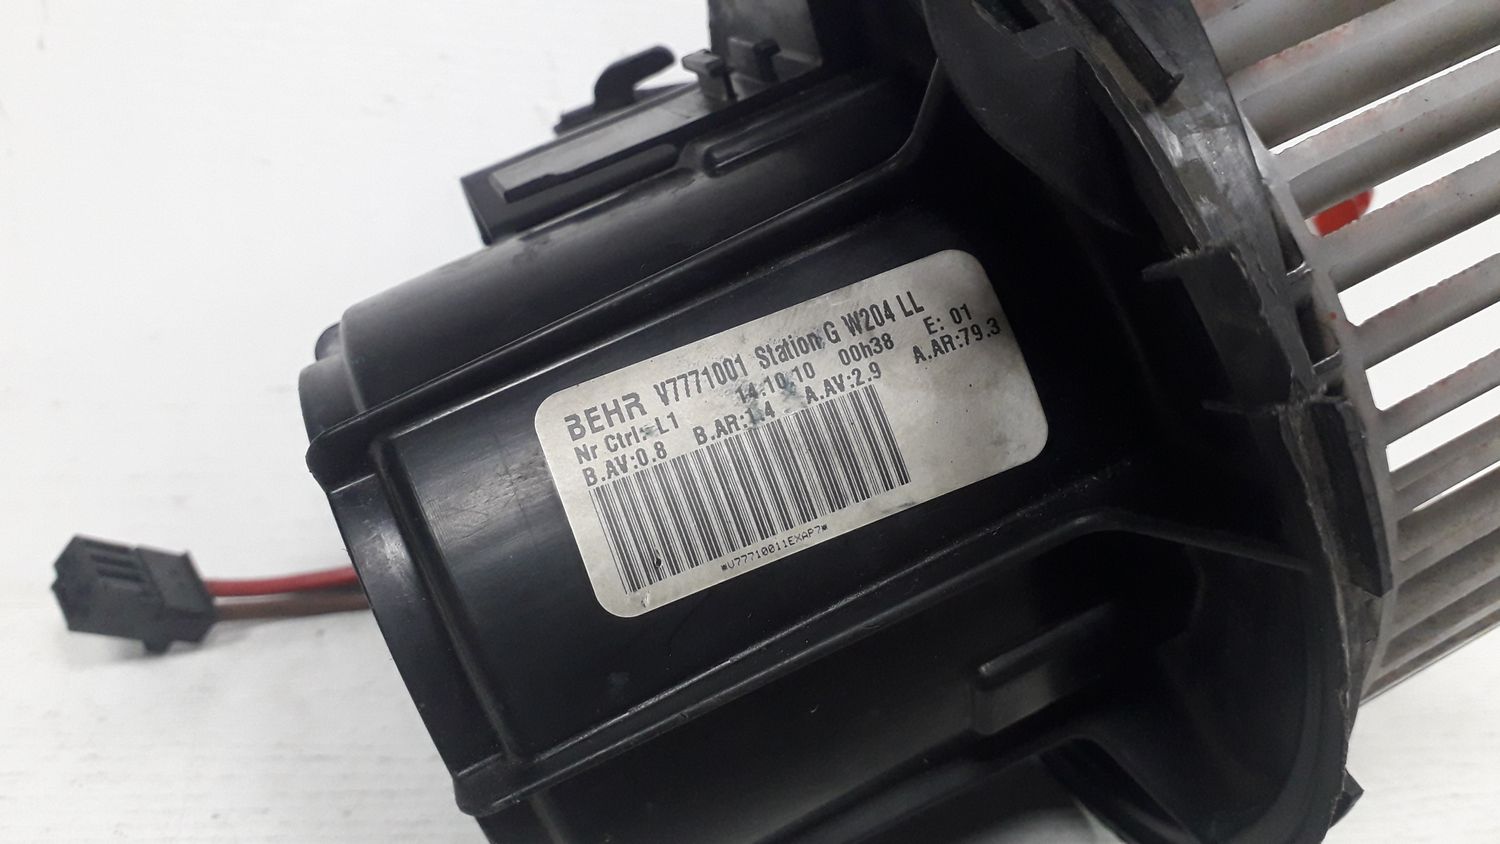 BEHR V7771001 Station G W204 LL
Nr Ctrl: L1 14.10.10 00h38 E: 01
B.AV:0.8 B.AR:1.4 A.AV:2.9 A.AR:79.3
*V77710011EXAP7*